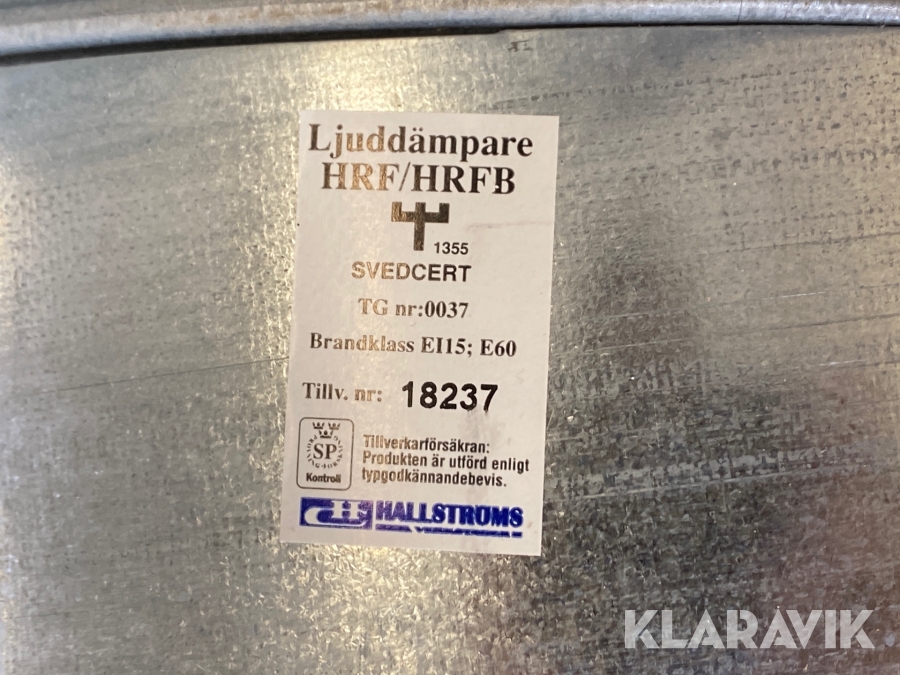 Ljuddämpare
HRF/HRFB
1355
SVEDCERT
TG nr:0037
Brandklass EI15; E60
Tillv. nr: 18237
SP
Kontroll
Tillverkarförsäkran:
Produkten är utförd enligt
typgodkännandebevis.
HALLSTRÖMS
KLARAVIK